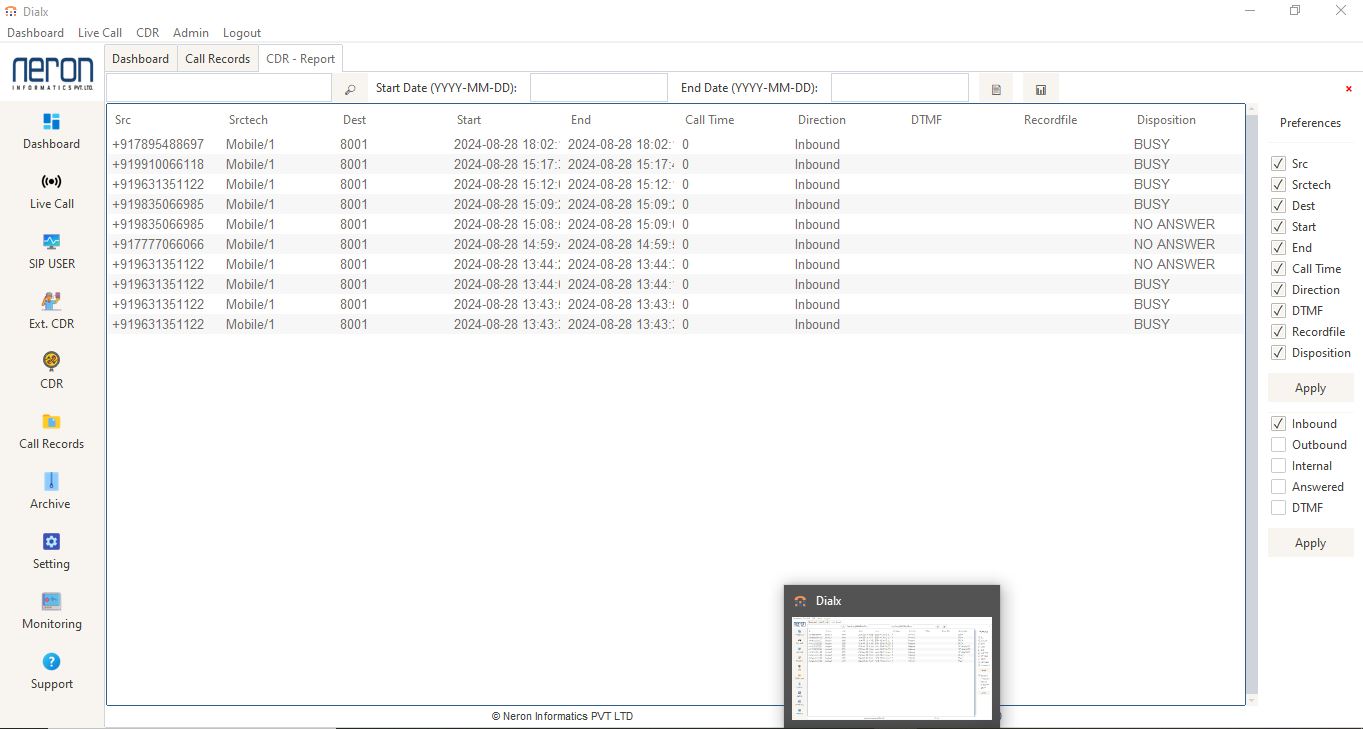 Dialx
Dashboard Live Call CDR Admin Logout
neron
INFORMATICS PVT. LTD.
Dashboard Call Records CDR - Report
Start Date (YYYY-MM-DD): End Date (YYYY-MM-DD):
Src Srctech Dest Start End Call Time Direction DTMF Recordfile Disposition
+917895488697 Mobile/1 8001 2024-08-28 18:02: 2024-08-28 18:02: 0 Inbound BUSY
+919910066118 Mobile/1 8001 2024-08-28 15:17: 2024-08-28 15:17: 0 Inbound BUSY
+919631351122 Mobile/1 8001 2024-08-28 15:12: 2024-08-28 15:12: 0 Inbound BUSY
+919835066985 Mobile/1 8001 2024-08-28 15:09: 2024-08-28 15:09: 0 Inbound BUSY
+919835066985 Mobile/1 8001 2024-08-28 15:08: 2024-08-28 15:09: 0 Inbound NO ANSWER
+917777066066 Mobile/1 8001 2024-08-28 14:59: 2024-08-28 14:59: 0 Inbound NO ANSWER
+919631351122 Mobile/1 8001 2024-08-28 13:44: 2024-08-28 13:44: 0 Inbound NO ANSWER
+919631351122 Mobile/1 8001 2024-08-28 13:44: 2024-08-28 13:44: 0 Inbound BUSY
+919631351122 Mobile/1 8001 2024-08-28 13:43: 2024-08-28 13:43: 0 Inbound BUSY
+919631351122 Mobile/1 8001 2024-08-28 13:43: 2024-08-28 13:43: 0 Inbound BUSY
Dashboard
Live Call
SIP USER
Ext. CDR
CDR
Call Records
Archive
Setting
Monitoring
Support
Preferences
Src
Srctech
Dest
Start
End
Call Time
Direction
DTMF
Recordfile
Disposition
Apply
Inbound
Outbound
Internal
Answered
DTMF
Apply
Dialx
© Neron Informatics PVT LTD